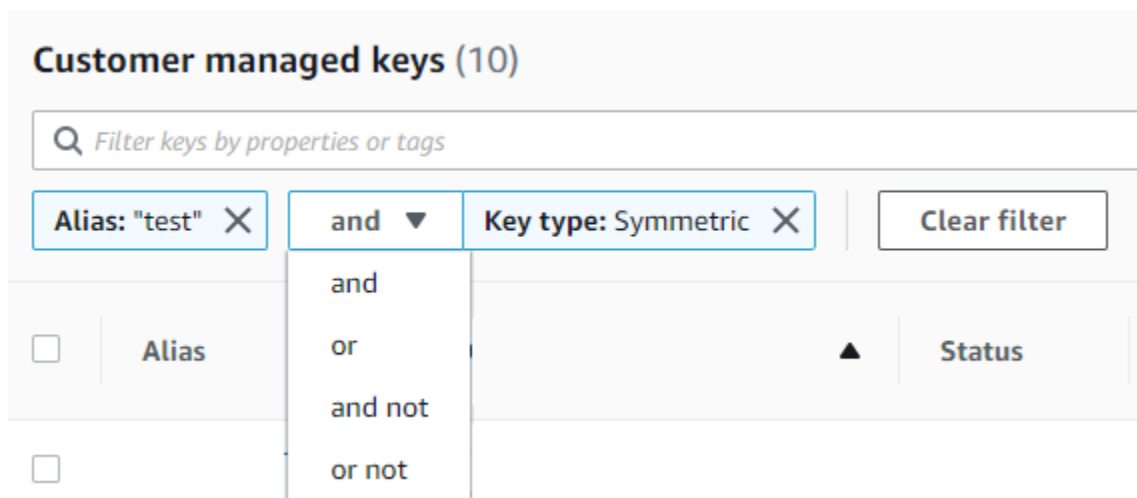 Customer managed keys (10)
Filter keys by properties or tags
Alias: "test" and Key type: Symmetric Clear filter
and
or
and not
or not
Alias Status